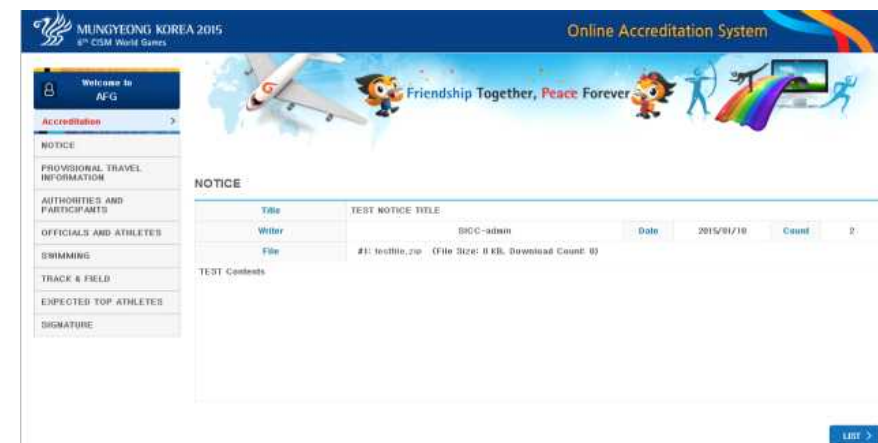 MUNGYEONG KOREA 2015
6th CISM World Games
Online Accreditation System
Welcome to
AFG
Friendship Together, Peace Forever
Accreditation >
NOTICE
PROVISIONAL TRAVEL
INFORMATION
AUTHORITIES AND
PARTICIPANTS
OFFICIALS AND ATHLETES
SWIMMING
TRACK & FIELD
EXPECTED TOP ATHLETES
SIGNATURE
NOTICE
Title TEST NOTICE TITLE
Writer SICC-admin Date 2015/01/10 Count 2
File #1: testfile.zip (File Size: 0 KB, Download Count: 0)
TEST Contents
LIST >